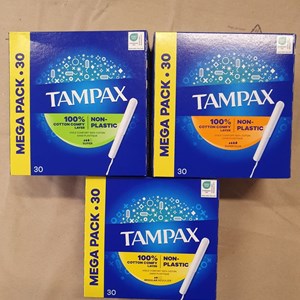 MEGA PACK • 30
TAMPAX
100%
COTTON COMFY
LAYER
NON-
PLASTIC
SUPER
30
MEGA PACK • 30
TAMPAX
100%
COTTON COMFY
LAYER
NON-
PLASTIC
30
MEGA PACK • 30
TAMPAX
100%
COTTON COMFY
LAYER
NON-
PLASTIC
30